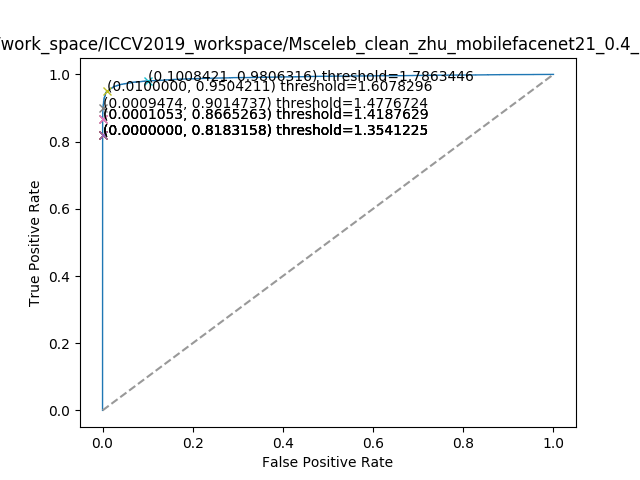 /work_space/ICCV2019_workspace/Msceleb_clean_zhu_mobilefacenet21_0.4_
(0.1008421, 0.9806316) threshold=1.7863446
(0.0100000, 0.9504211) threshold=1.6078296
(0.0009474, 0.9014737) threshold=1.4776724
(0.0001053, 0.8665263) threshold=1.4187629
(0.0000000, 0.8183158) threshold=1.3541225
1.0
0.8
0.6
0.4
0.2
0.0
True Positive Rate
0.0 0.2 0.4 0.6 0.8 1.0
False Positive Rate